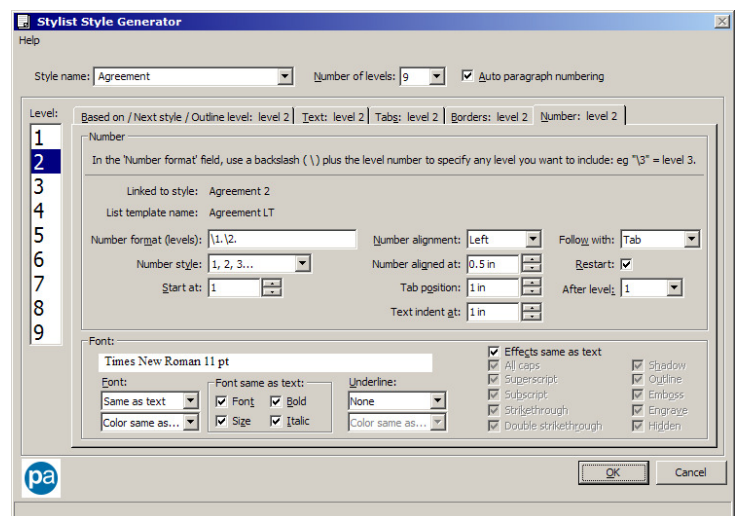 Stylist Style Generator
Help
Style name: Agreement Number of levels: 9 Auto paragraph numbering
Level: Based on / Next style / Outline level: level 2 Text: level 2 Tabs: level 2 Borders: level 2 Number: level 2
1
2
3
4
5
6
7
8
9
Number
In the 'Number format' field, use a backslash ( \ ) plus the level number to specify any level you want to include: eg "\3" = level 3.
Linked to style: Agreement 2
List template name: Agreement LT
Number format (levels): \1.\2. Number alignment: Left Follow with: Tab
Number style: 1, 2, 3... Number aligned at: 0.5 in Restart:
Start at: 1 Tab position: 1 in After level: 1
Text indent at: 1 in
Font:
Times New Roman 11 pt
Effects same as text
All caps Shadow
Superscript Outline
Subscript Emboss
Strikethrough Engrave
Double strikethrough Hidden
Font: Font same as text: Underline:
Same as text Font Bold None
Color same as... Size Italic Color same as...
pa
OK Cancel